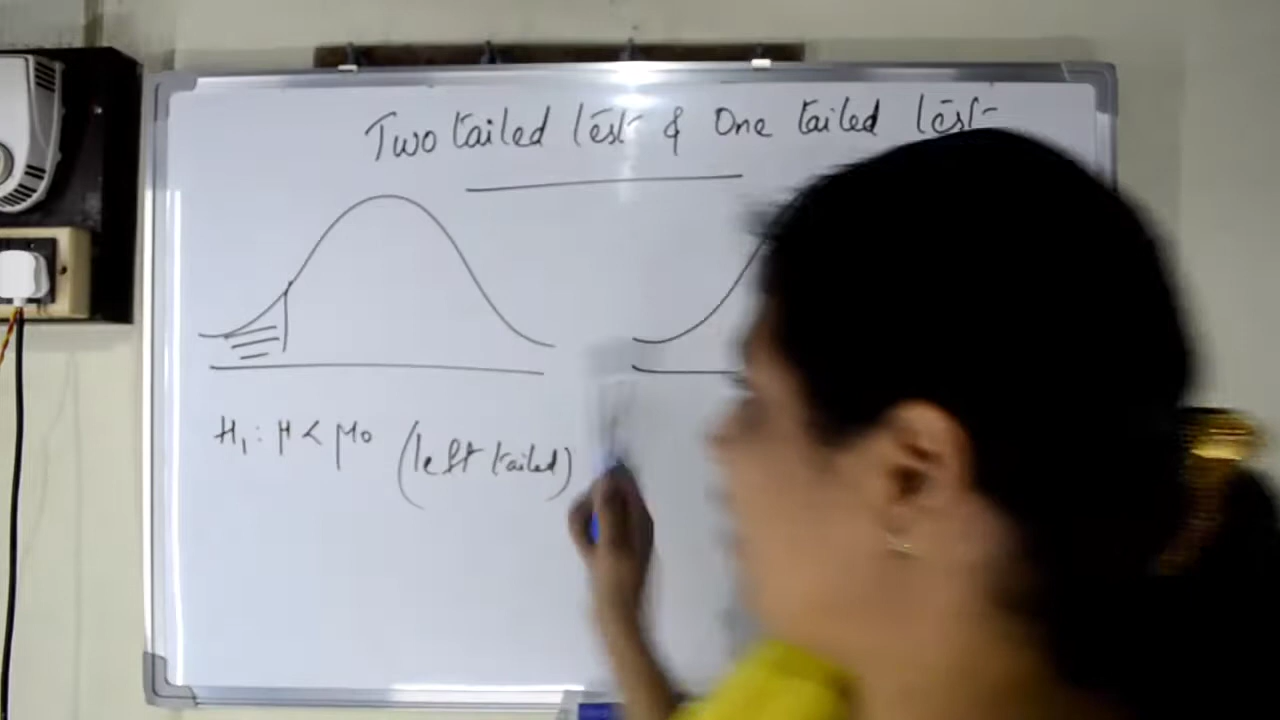 Two tailed test & One tailed test
H₁: μ < μ₀ (left tailed)